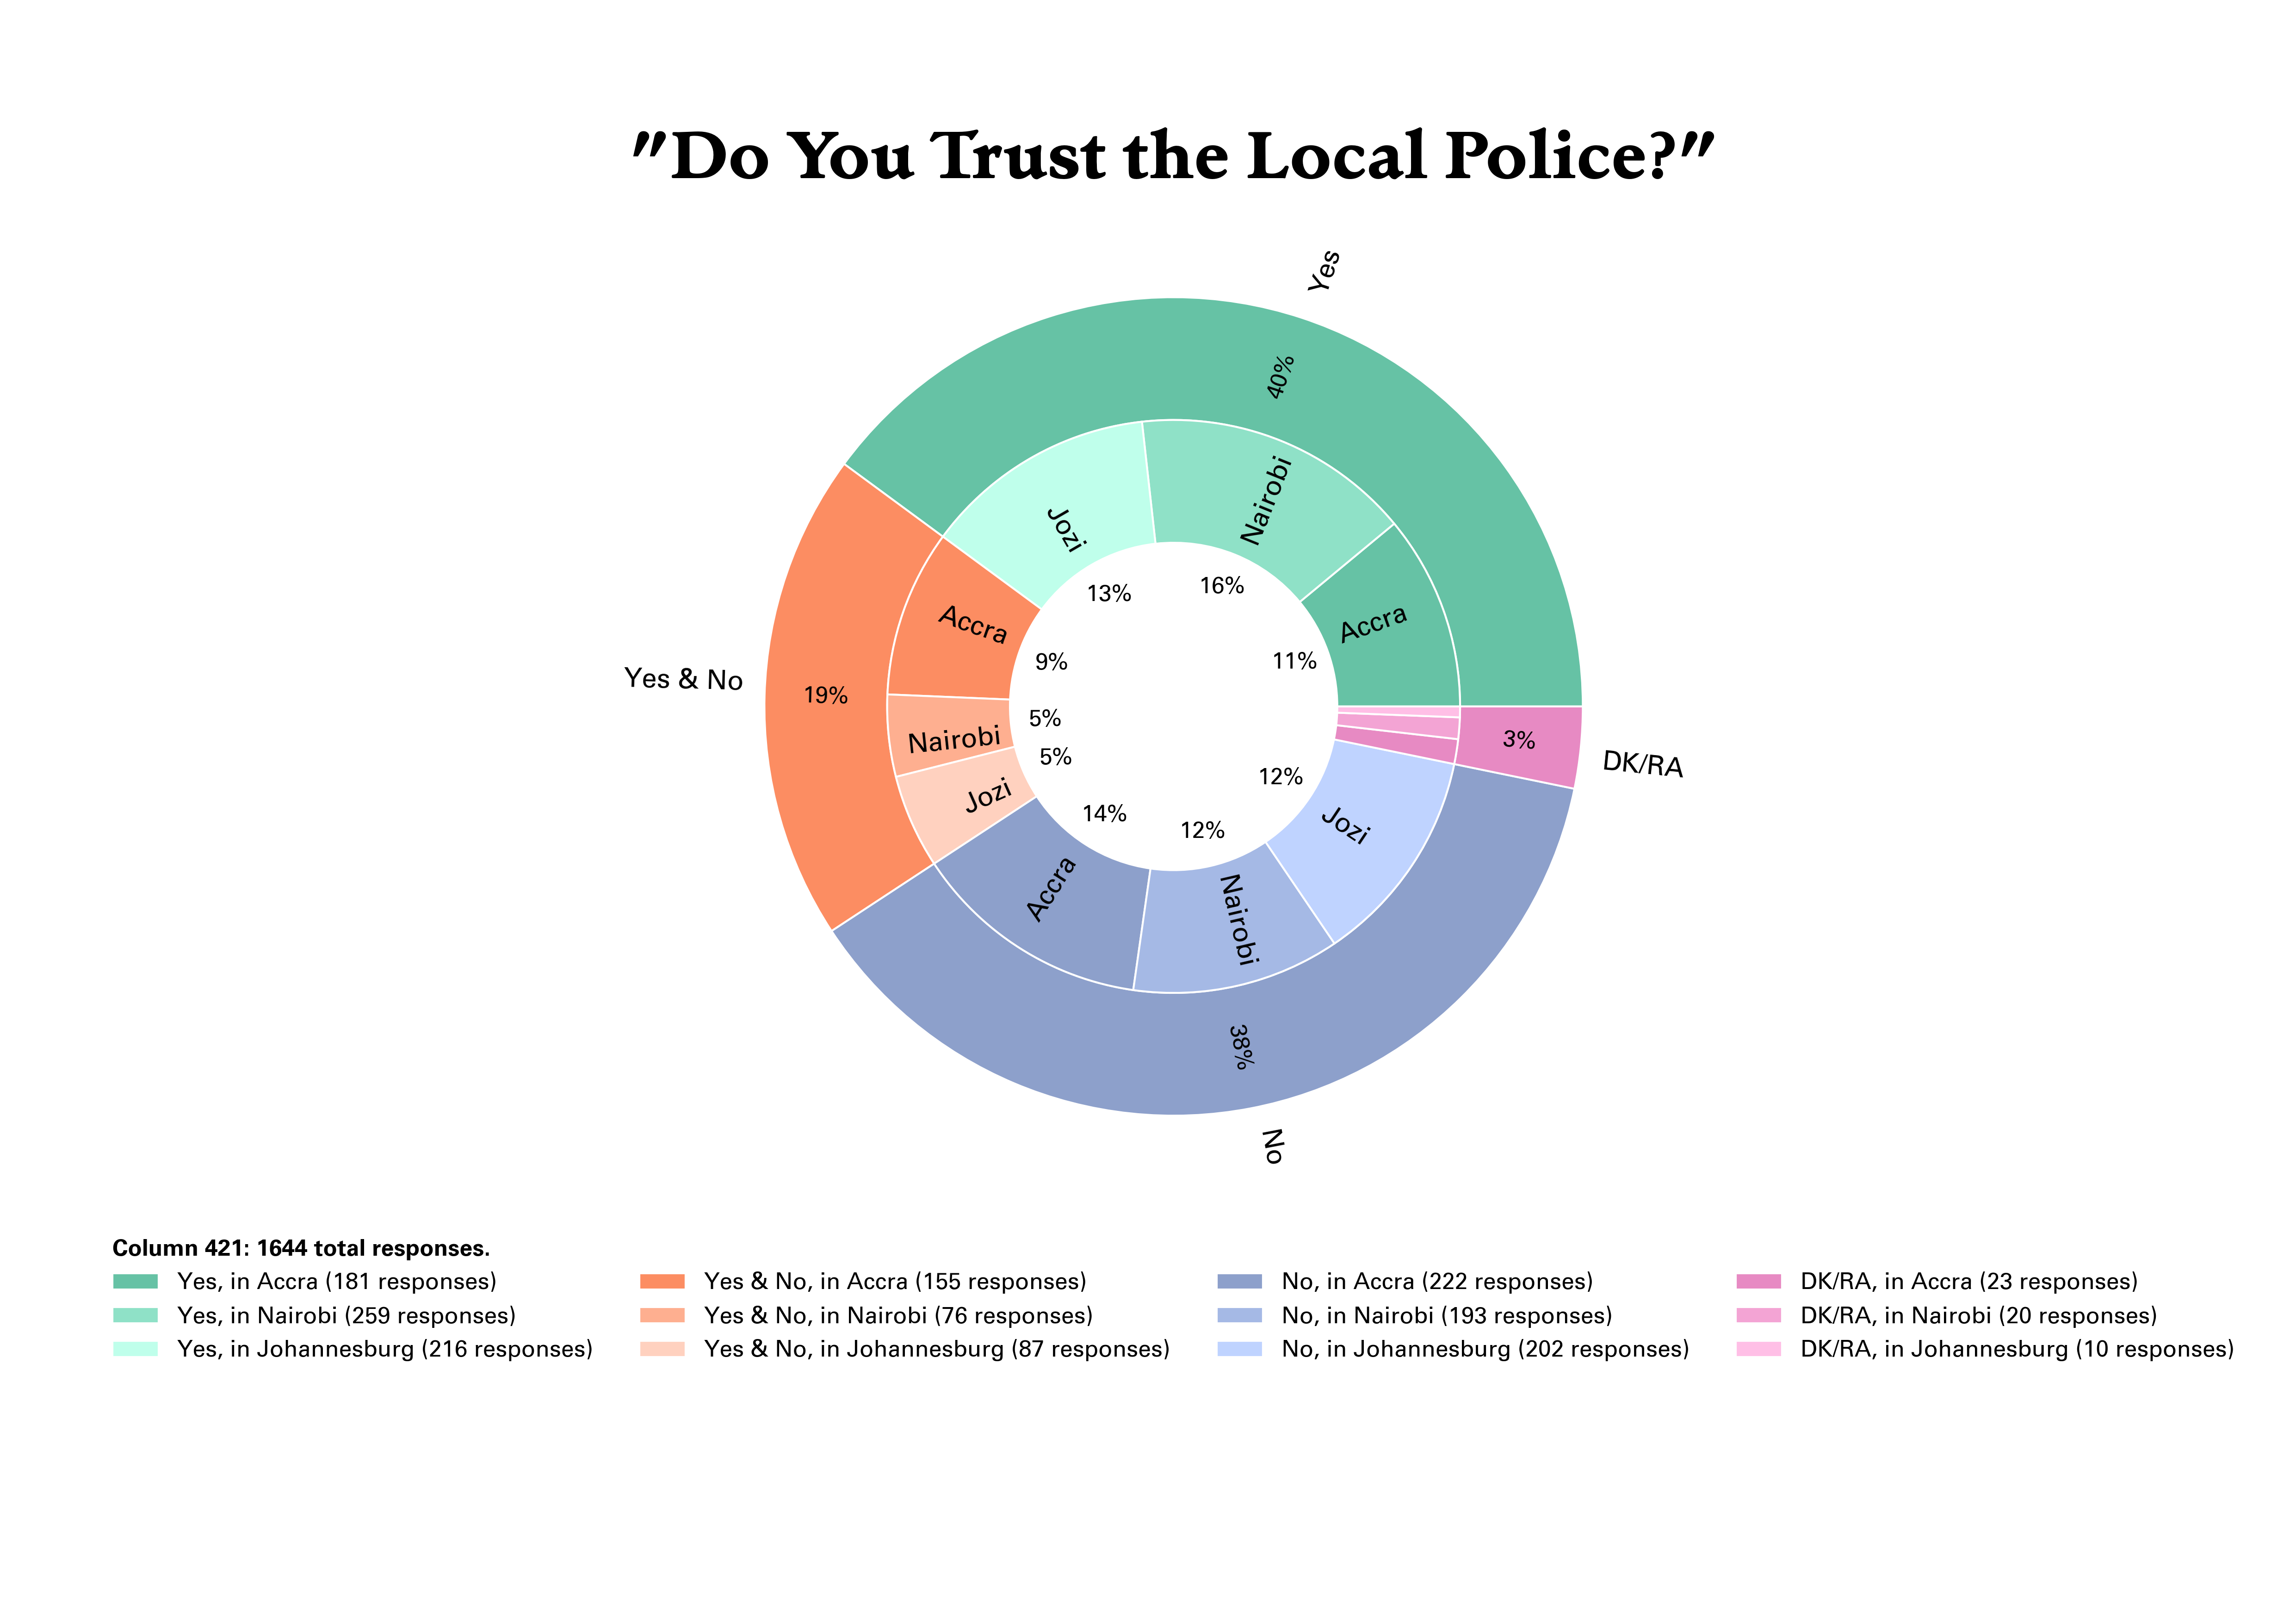 "Do You Trust the Local Police?"
Yes
40%
Jozi
Nairobi
Accra
13%
16%
11%
Yes & No
19%
Accra
9%
Nairobi
5%
Jozi
5%
3%
DK/RA
14%
12%
12%
Accra
Nairobi
Jozi
38%
No
Column 421: 1644 total responses.
Yes, in Accra (181 responses)
Yes, in Nairobi (259 responses)
Yes, in Johannesburg (216 responses)
Yes & No, in Accra (155 responses)
Yes & No, in Nairobi (76 responses)
Yes & No, in Johannesburg (87 responses)
No, in Accra (222 responses)
No, in Nairobi (193 responses)
No, in Johannesburg (202 responses)
DK/RA, in Accra (23 responses)
DK/RA, in Nairobi (20 responses)
DK/RA, in Johannesburg (10 responses)